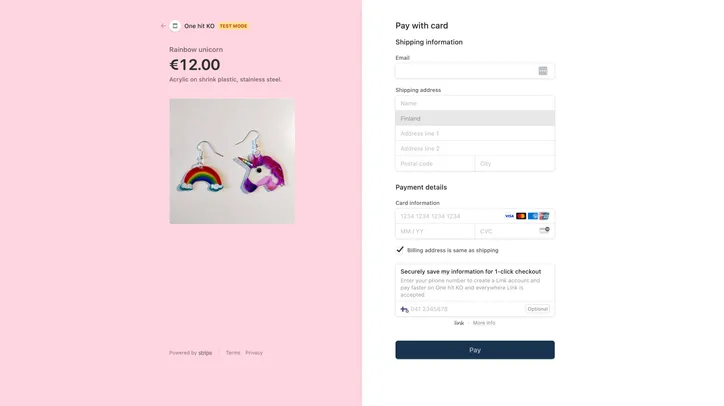 One hit KO TEST MODE
Rainbow unicorn
€12.00
Acrylic on shrink plastic, stainless steel.
Powered by stripe
Terms Privacy
Pay with card
Shipping information
Email
Shipping address
Name
Finland
Address line 1
Address line 2
Postal code City
Payment details
Card information
1234 1234 1234 1234 VISA
MM / YY CVC
Billing address is same as shipping
Securely save my information for 1-click checkout
Enter your phone number to create a Link account and
pay faster on One hit KO and everywhere Link is
accepted.
041 2345678 Optional
link · More info
Pay